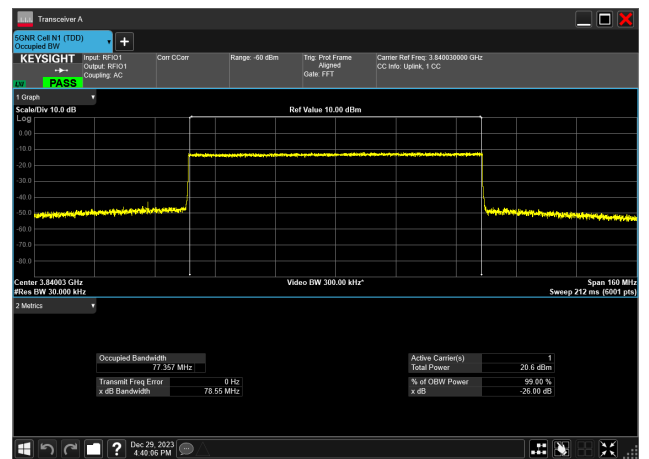 Transceiver A
5GNR Cell N1 (TDD)
Occupied BW
+
KEYSIGHT
LXI
PASS
Input: RFIO1
Output: RFIO1
Coupling: AC
Corr CCorr
Range: -60 dBm
Trig: Prot Frame
Aligned
Gate: FFT
Carrier Ref Freq: 3.840030000 GHz
CC Info: Uplink, 1 CC
1 Graph
Scale/Div 10.0 dB
Ref Value 10.00 dBm
Log
0.00
-10.0
-20.0
-30.0
-40.0
-50.0
-60.0
-70.0
-80.0
Center 3.84003 GHz
#Res BW 30.000 kHz
Video BW 300.00 kHz*
Span 160 MHz
Sweep 212 ms (6001 pts)
2 Metrics
Occupied Bandwidth
77.357 MHz
Transmit Freq Error 0 Hz
x dB Bandwidth 78.55 MHz
Active Carrier(s) 1
Total Power 20.6 dBm
% of OBW Power 99.00 %
x dB -26.00 dB
?
Dec 29, 2023
4:40:06 PM